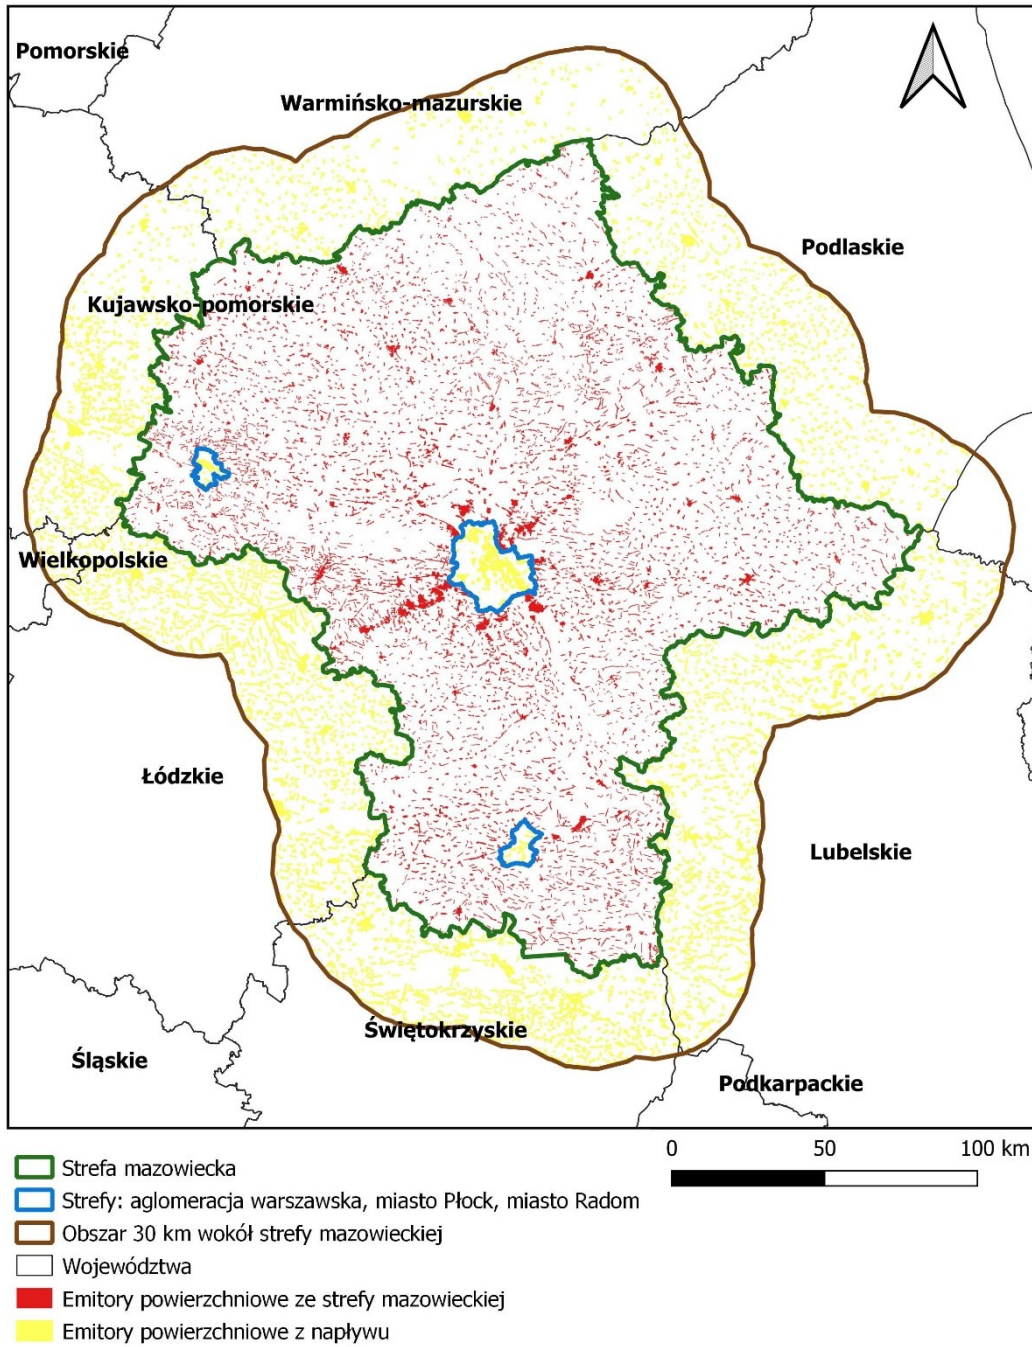 Pomorskie
Warmińsko-mazurskie
Podlaskie
Kujawsko-pomorskie
Wielkopolskie
Łódzkie
Lubelskie
Świętokrzyskie
Śląskie
Podkarpackie
0 50 100 km
Strefa mazowiecka
Strefy: aglomeracja warszawska, miasto Płock, miasto Radom
Obszar 30 km wokół strefy mazowieckiej
Województwa
Emitory powierzchniowe ze strefy mazowieckiej
Emitory powierzchniowe z napływu